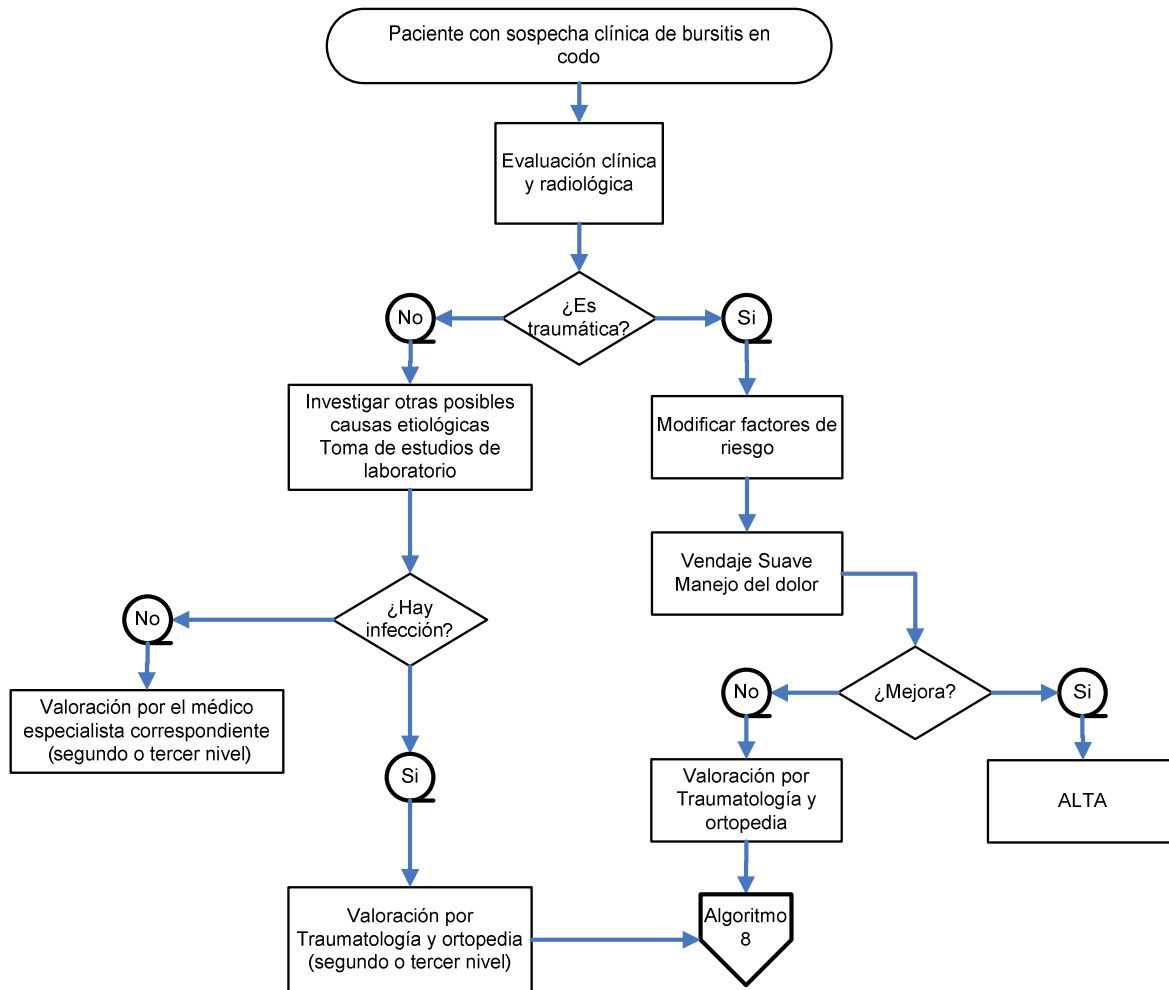 Paciente con sospecha clínica de bursitis en
codo
Evaluación clínica
y radiológica
¿Es
traumática?
No
Si
Investigar otras posibles
causas etiológicas
Toma de estudios de
laboratorio
Modificar factores de
riesgo
Vendaje Suave
Manejo del dolor
¿Hay
infección?
No
Valoración por el médico
especialista correspondiente
(segundo o tercer nivel)
¿Mejora?
No
Si
Si
Valoración por
Traumatología y
ortopedia
ALTA
Valoración por
Traumatología y ortopedia
(segundo o tercer nivel)
Algoritmo
8